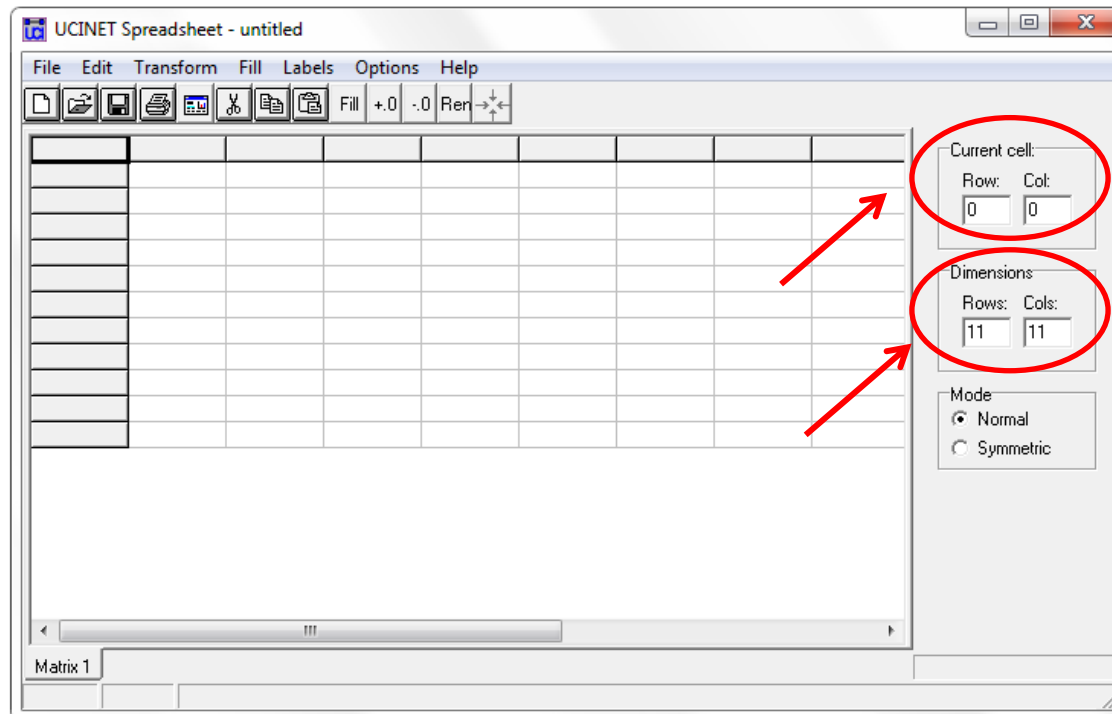 UCINET Spreadsheet - untitled
File Edit Transform Fill Labels Options Help
Fill +.0 -.0 Ren
Current cell:
Row: Col:
0 0
Dimensions
Rows: Cols:
11 11
Mode
Normal
Symmetric
Matrix 1